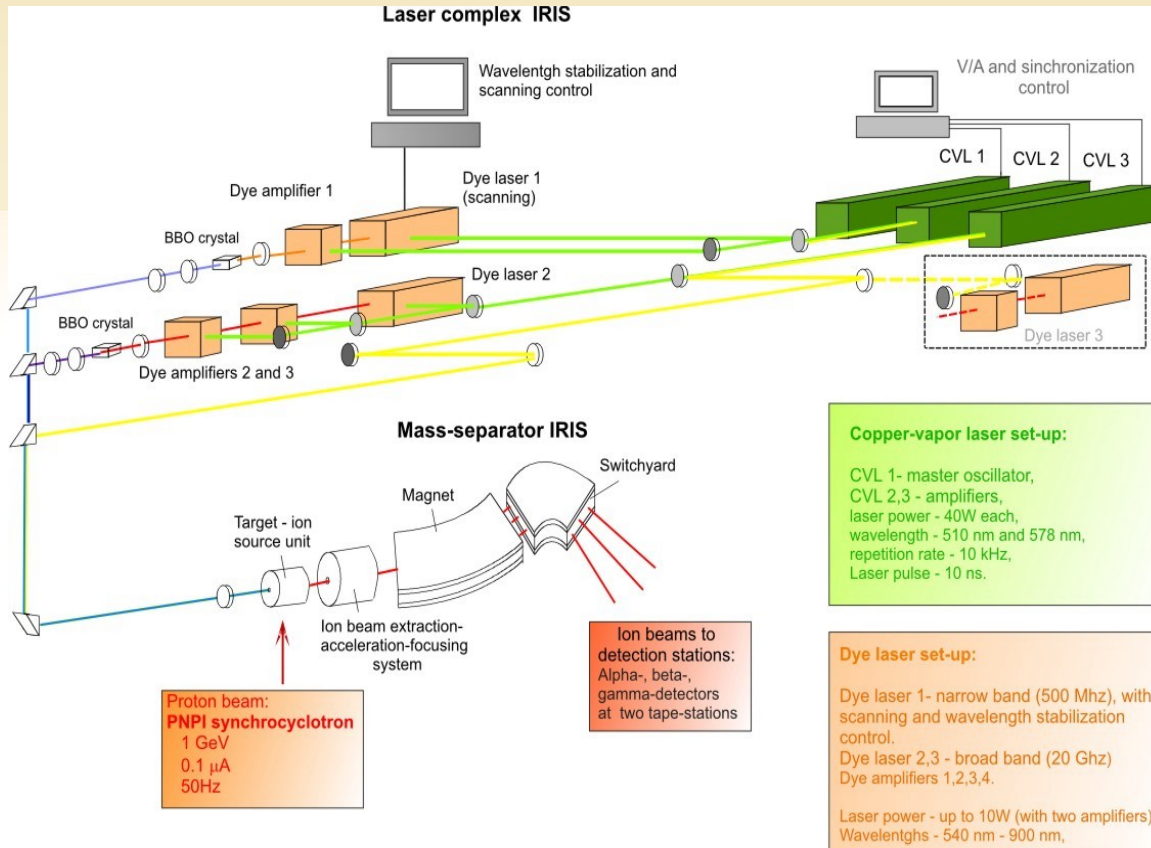 Laser complex IRIS
Wavelentgh stabilization and
scanning control
V/A and sinchronization
control
CVL 1
CVL 2
CVL 3
Dye amplifier 1
Dye laser 1
(scanning)
BBO crystal
Dye laser 2
BBO crystal
Dye laser 3
Dye amplifiers 2 and 3
Mass-separator IRIS
Switchyard
Magnet
Target - ion
source unit
Ion beam extraction-
acceleration-focusing
system
Proton beam:
PNPI synchrocyclotron
1 GeV
0.1 µA
50Hz
Ion beams to
detection stations:
Alpha-, beta-,
gamma-detectors
at two tape-stations
Copper-vapor laser set-up:
CVL 1- master oscillator,
CVL 2,3 - amplifiers,
laser power - 40W each,
wavelength - 510 nm and 578 nm,
repetition rate - 10 kHz,
Laser pulse - 10 ns.
Dye laser set-up:
Dye laser 1- narrow band (500 Mhz), with
scanning and wavelength stabilization
control.
Dye laser 2,3 - broad band (20 Ghz)
Dye amplifiers 1,2,3,4.
Laser power - up to 10W (with two amplifiers)
Wavelentghs - 540 nm - 900 nm,